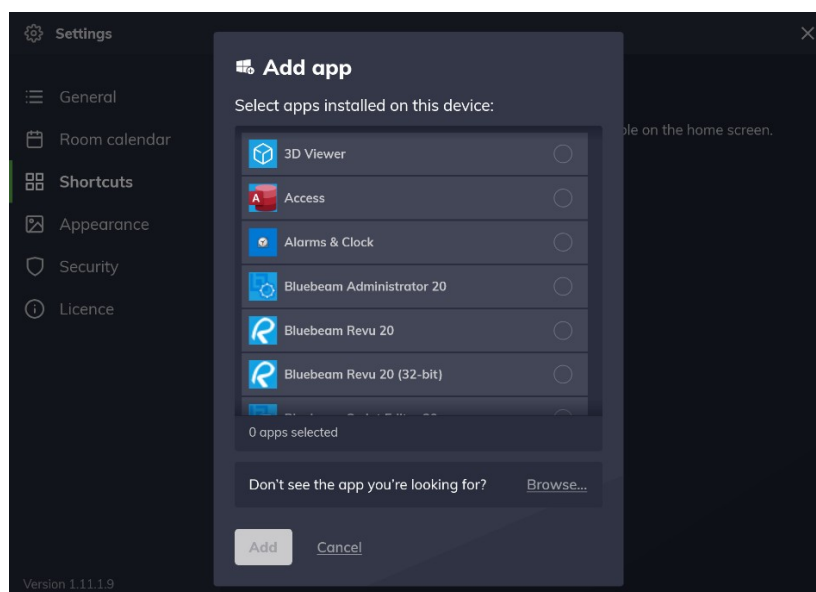 Settings
General
Room calendar
Shortcuts
Appearance
Security
Licence
Version 1.11.1.9
Add app
Select apps installed on this device:
3D Viewer
Access
Alarms & Clock
Bluebeam Administrator 20
Bluebeam Revu 20
Bluebeam Revu 20 (32-bit)
0 apps selected
Don't see the app you're looking for? Browse...
Add Cancel
on the home screen.